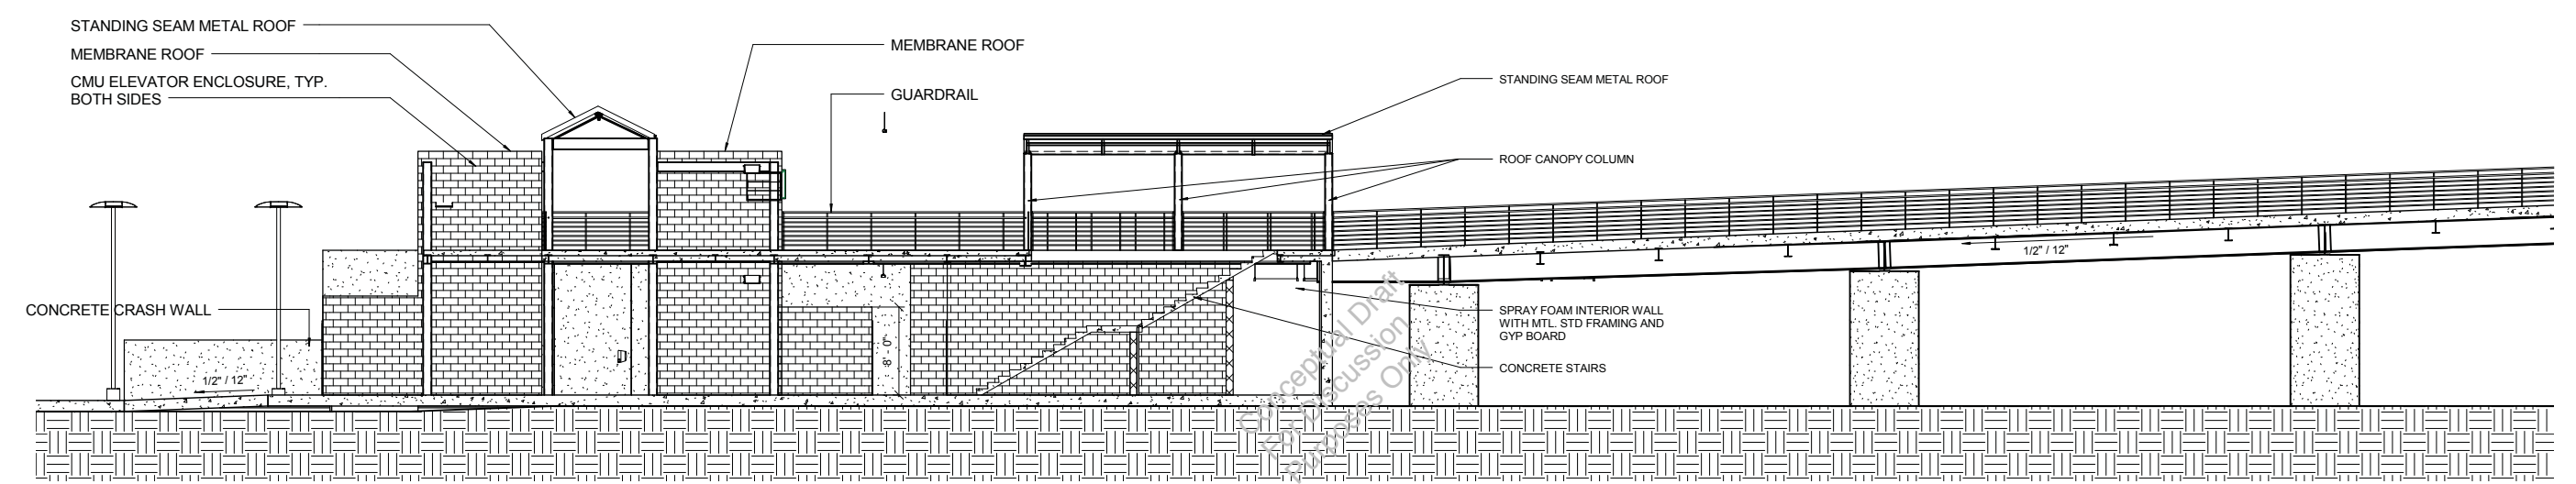 STANDING SEAM METAL ROOF
MEMBRANE ROOF
CMU ELEVATOR ENCLOSURE, TYP.
BOTH SIDES
MEMBRANE ROOF
GUARDRAIL
STANDING SEAM METAL ROOF
ROOF CANOPY COLUMN
1/2" / 12"
CONCRETE CRASH WALL
1/2" / 12"
8' - 0"
SPRAY FOAM INTERIOR WALL
WITH MTL. STD FRAMING AND
GYP BOARD
CONCRETE STAIRS
Conceptual Draft
For Discussion
Purposes Only